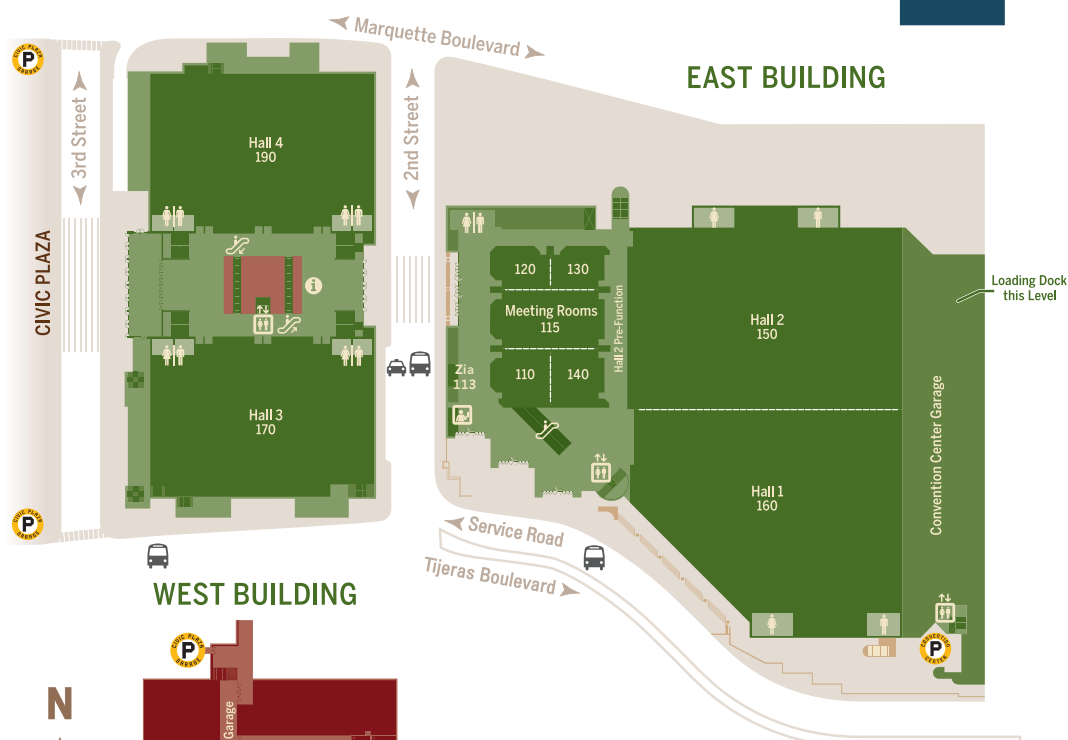 Marquette Boulevard
EAST BUILDING
CIVIC PLAZA
P
GARAGE
3rd Street
2nd Street
Hall 4
190
CIVIC PLAZA
i
120
130
Meeting Rooms
115
110
140
Hall 2 Pre-Function
Zia
113
Hall 2
150
Loading Dock
this Level
Convention Center Garage
Hall 3
170
Hall 1
160
CIVIC PLAZA
P
GARAGE
Service Road
Tijeras Boulevard
WEST BUILDING
CONVENTION
P
CENTER
CIVIC PLAZA
P
GARAGE
N
Garage